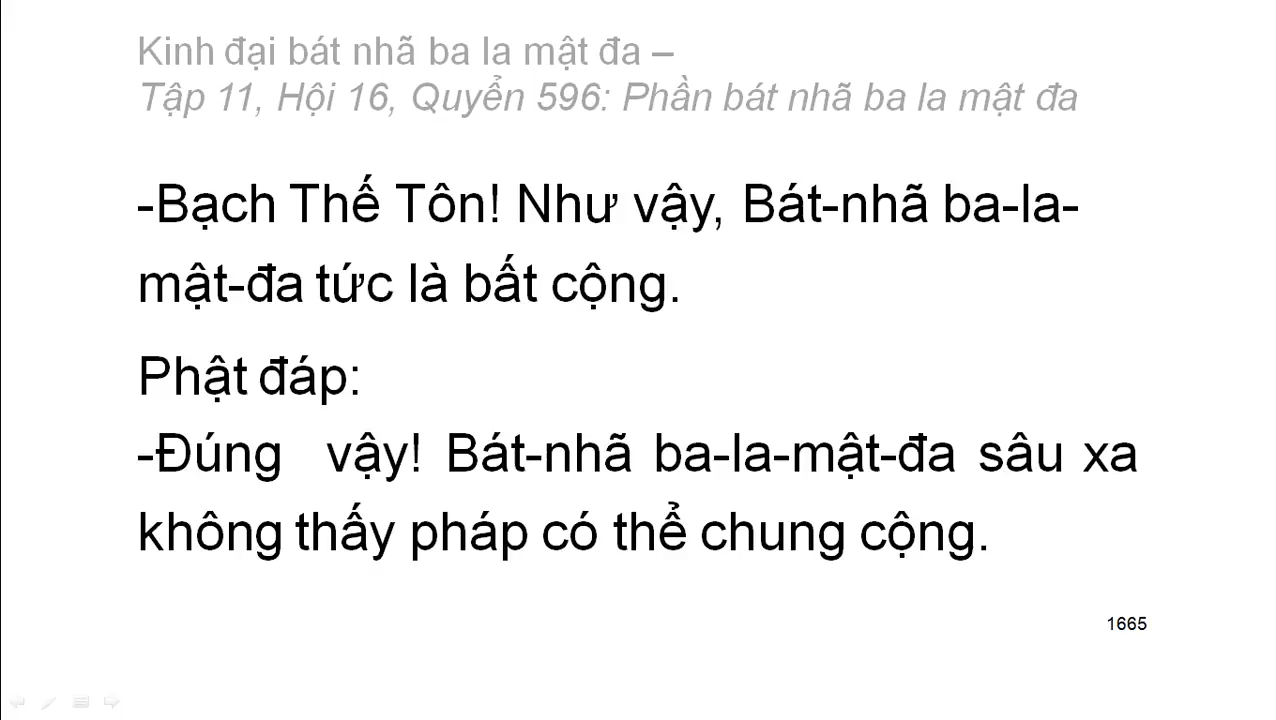 Kinh đại bát nhã ba la mật đa –
Tập 11, Hội 16, Quyển 596: Phần bát nhã ba la mật đa
-Bạch Thế Tôn! Như vậy, Bát-nhã ba-la-
mật-đa tức là bất cộng.
Phật đáp:
-Đúng vậy! Bát-nhã ba-la-mật-đa sâu xa
không thấy pháp có thể chung cộng.
1665